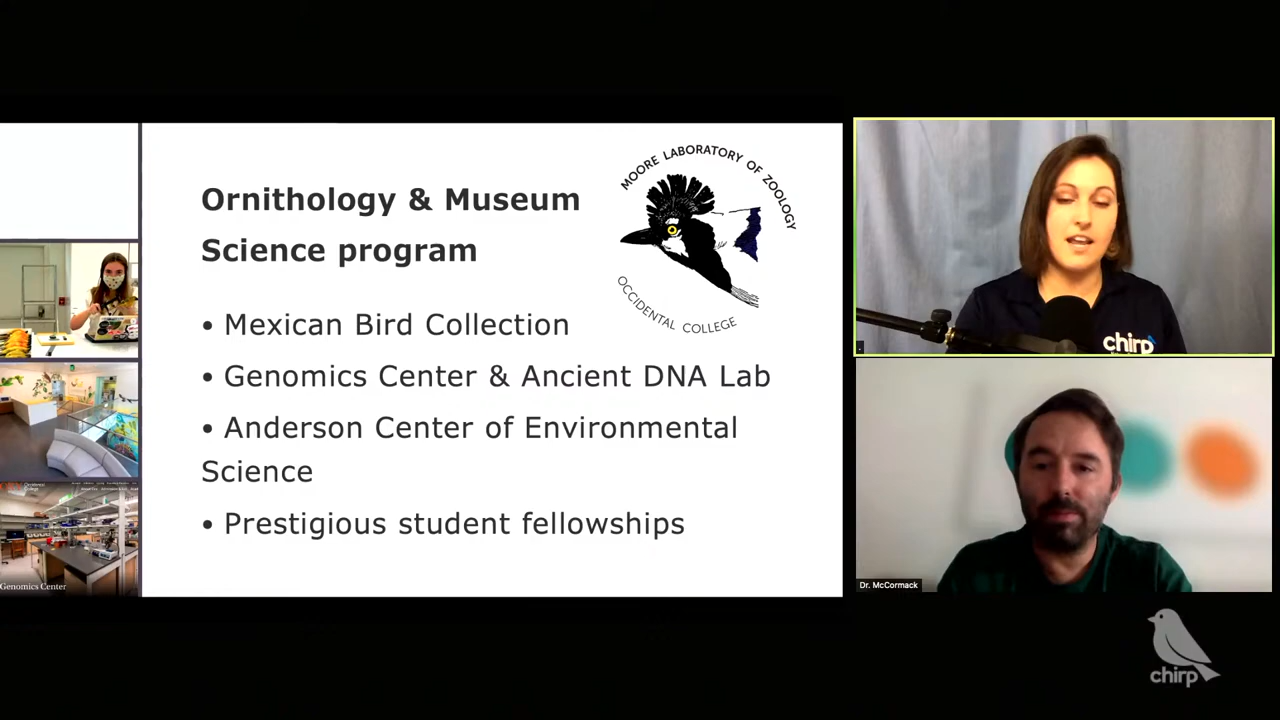 Ornithology & Museum
Science program
• Mexican Bird Collection
• Genomics Center & Ancient DNA Lab
• Anderson Center of Environmental
Science
• Prestigious student fellowships
MOORE LABORATORY OF ZOOLOGY
OCCIDENTAL COLLEGE
Genomics Center
chirp
Dr. McCormack
chirp